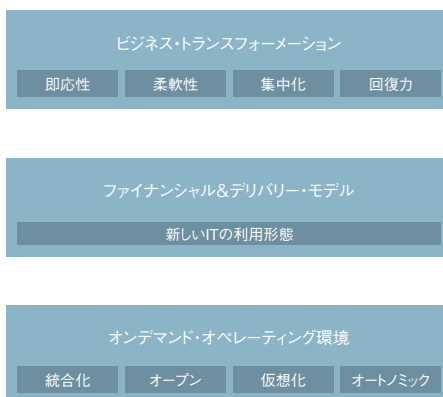 ビジネス・トランスフォーメーション
即応性 柔軟性 集中化 回復力
ファイナンシャル&デリバリー・モデル
新しいITの利用形態
オンデマンド・オペレーティング環境
統合化 オープン 仮想化 オートノミック